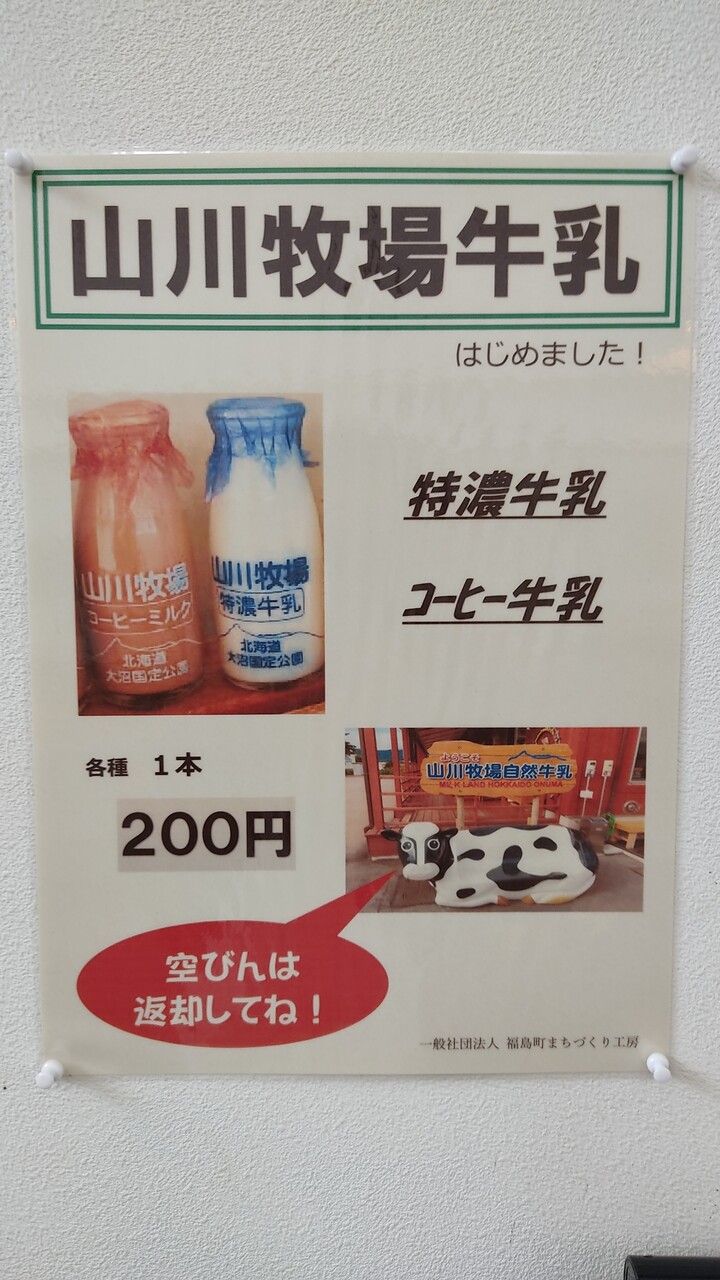 山川牧場牛乳
はじめました！
山川牧場
コーヒーミルク
北海道
大沼国定公園
山川牧場
特濃牛乳
北海道
大沼国定公園
特濃牛乳
コーヒー牛乳
各種　１本
200円
ようこそ
山川牧場自然牛乳
MILK LAND HOKKAIDO ONUMA
空びんは
返却してね！
一般社団法人 福島町まちづくり工房